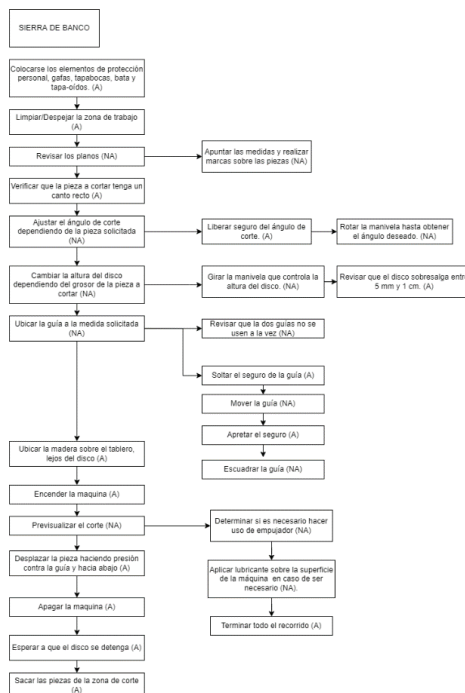 SIERRA DE BANCO
Colocarse los elementos de protección
personal, gafas, tapabocas, bata y
tapa-oídos. (A)
Limpiar/Despejar la zona de trabajo
(A)
Revisar los planos (NA)
Apuntar las medidas y realizar
marcas sobre las piezas (NA)
Verificar que la pieza a cortar tenga un
canto recto (A)
Ajustar el ángulo de corte
dependiendo de la pieza solicitada
(NA)
Liberar seguro del ángulo de
corte. (A)
Rotar la manivela hasta obtener
el ángulo deseado. (NA)
Cambiar la altura del disco
dependiendo del grosor de la pieza a
cortar (NA)
Girar la manivela que controla la
altura del disco. (NA)
Revisar que el disco sobresalga entre
5 mm y 1 cm. (A)
Ubicar la guía a la medida solicitada
(NA)
Revisar que la dos guías no se
usen a la vez (NA)
Soltar el seguro de la guía (A)
Mover la guía (NA)
Apretar el seguro (A)
Escuadrar la guía (NA)
Ubicar la madera sobre el tablero,
lejos del disco (A)
Encender la maquina (A)
Previsualizar el corte (NA)
Determinar si es necesario hacer
uso de empujador (NA)
Desplazar la pieza haciendo presión
contra la guía y hacia abajo (A)
Aplicar lubricante sobre la superficie
de la máquina en caso de ser
necesario (NA).
Apagar la maquina (A)
Terminar todo el recorrido (A)
Esperar a que el disco se detenga (A)
Sacar las piezas de la zona de corte
(A)